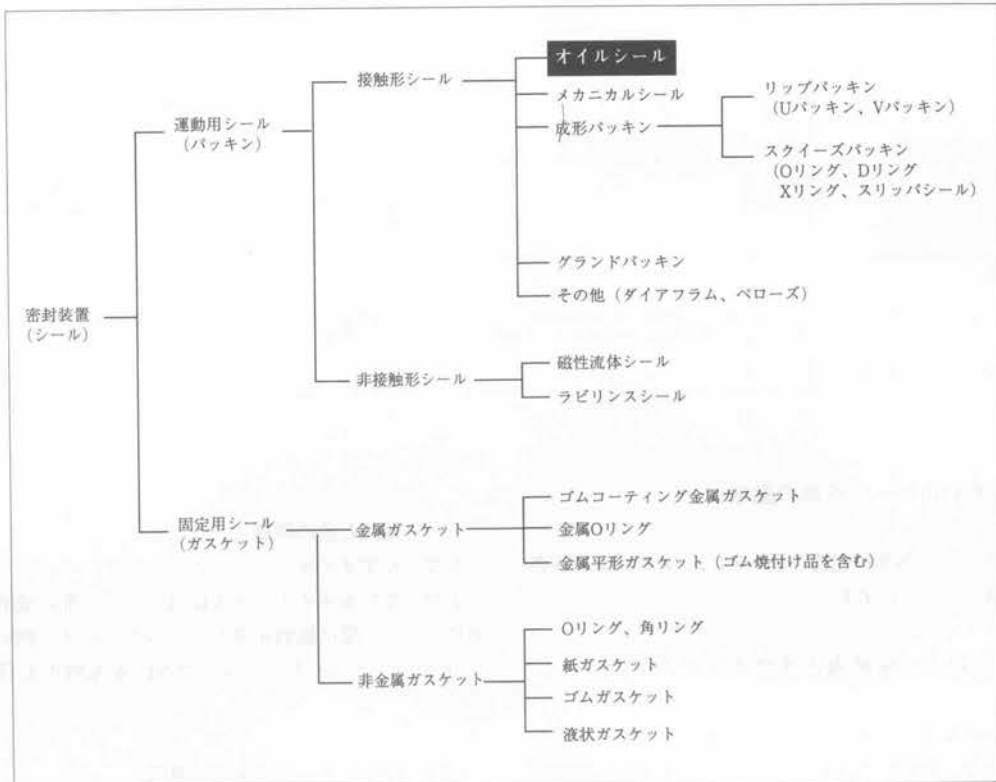 密封装置
(シール)
運動用シール
(パッキン)
接触形シール
オイルシール
メカニカルシール
成形パッキン
リップパッキン
(Uパッキン、Vパッキン)
スクイーズパッキン
(Oリング、Dリング
Xリング、スリッパシール)
グランドパッキン
その他(ダイアフラム、ベローズ)
非接触形シール
磁性流体シール
ラビリンスシール
固定用シール
(ガスケット)
金属ガスケット
ゴムコーティング金属ガスケット
金属Oリング
金属平形ガスケット(ゴム焼付け品を含む)
非金属ガスケット
Oリング、角リング
紙ガスケット
ゴムガスケット
液状ガスケット